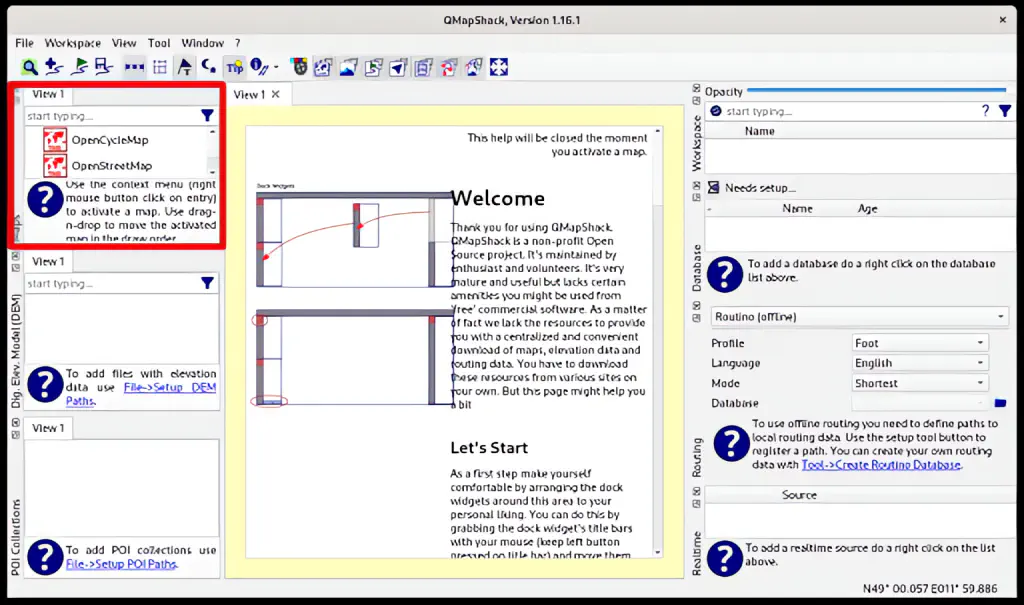 QMapShack, Version 1.16.1
File Workspace View Tool Window ?
Tip
View 1
start typing...
OpenCycleMap
OpenStreetMap
Use the context menu (right
mouse button click on entry)
to activate a map. Use drag-
n-drop to move the activated
map in the draw order.
Maps
View 1
start typing...
Dig. Elev. Model (DEM)
To add files with elevation
data use File->Setup DEM
Paths.
View 1
POI Collections
To add POI collections use
File->Setup POI Paths.
View 1
This help will be closed the moment
you activate a map.
Dock Widgets
Welcome
Thank you for using QMapShack.
QMapShack is a non-profit Open
Source project. It's maintained by
enthusiast and volunteers. It's very
mature and useful but lacks certain
amenities you might be used from
'free' commercial software. As a matter
of fact we lack the resources to provide
you with a centralized and convenient
download of maps, elevation data and
routing data. You have to download
these resources from various sites on
your own. But this page might help you
a bit
Let's Start
As a first step make yourself
comfortable by arranging the dock
widgets around this area to your
personal liking. You can do this by
grabbing the dock widget's title bars
with your mouse (keep left button
pressed on title bar) and move them
Opacity
start typing...
?
Name
Workspace
Needs setup...
Name Age
Database
To add a database do a right click on the database
list above.
Routino (offline)
Profile Foot
Language English
Mode Shortest
Database
To use offline routing you need to define paths to
local routing data. Use the setup tool button to
register a path. You can create your own routing
data with Tool->Create Routino Database.
Routing
Source
Realtime
To add a realtime source do a right click on the list
above.
N49° 00.057 E011° 59.886